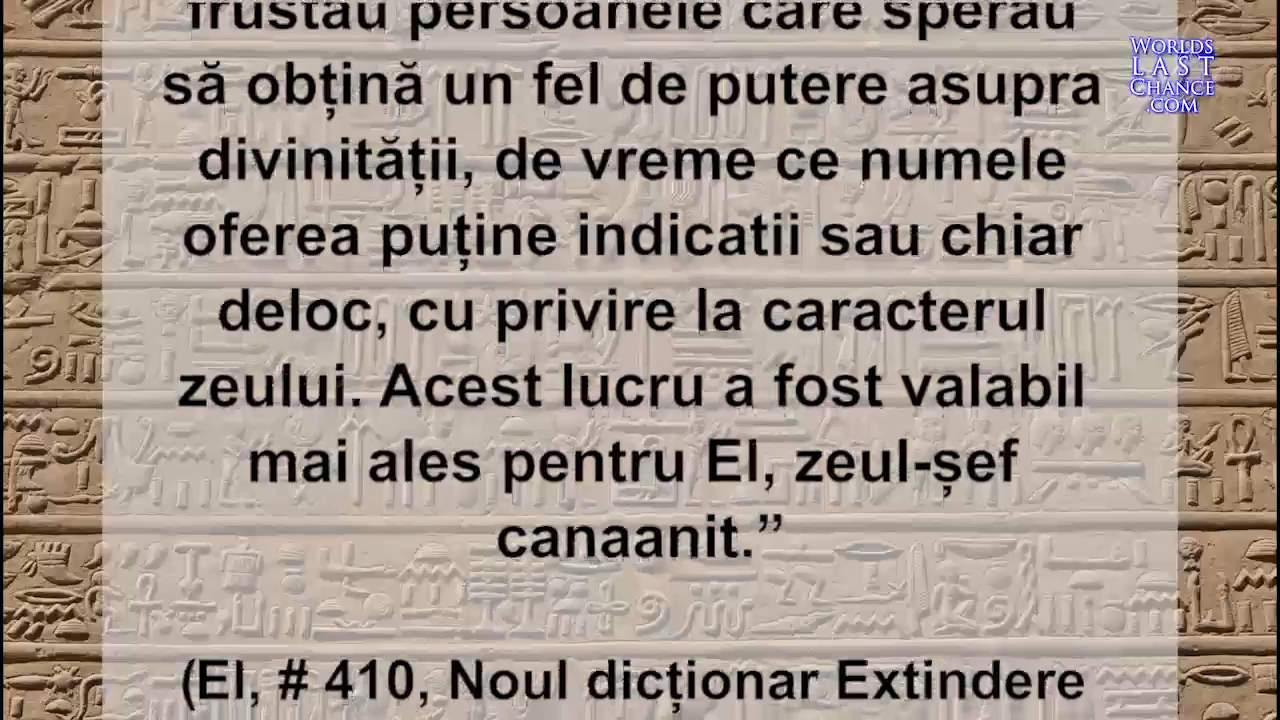 frustau persoanele care sperau
să obțină un fel de putere asupra
divinității, de vreme ce numele
oferea puține indicatii sau chiar
deloc, cu privire la caracterul
zeului. Acest lucru a fost valabil
mai ales pentru El, zeul-șef
canaanit.”
(El, # 410, Noul dicționar Extindere
WORLDS
LAST
CHANCE
.COM